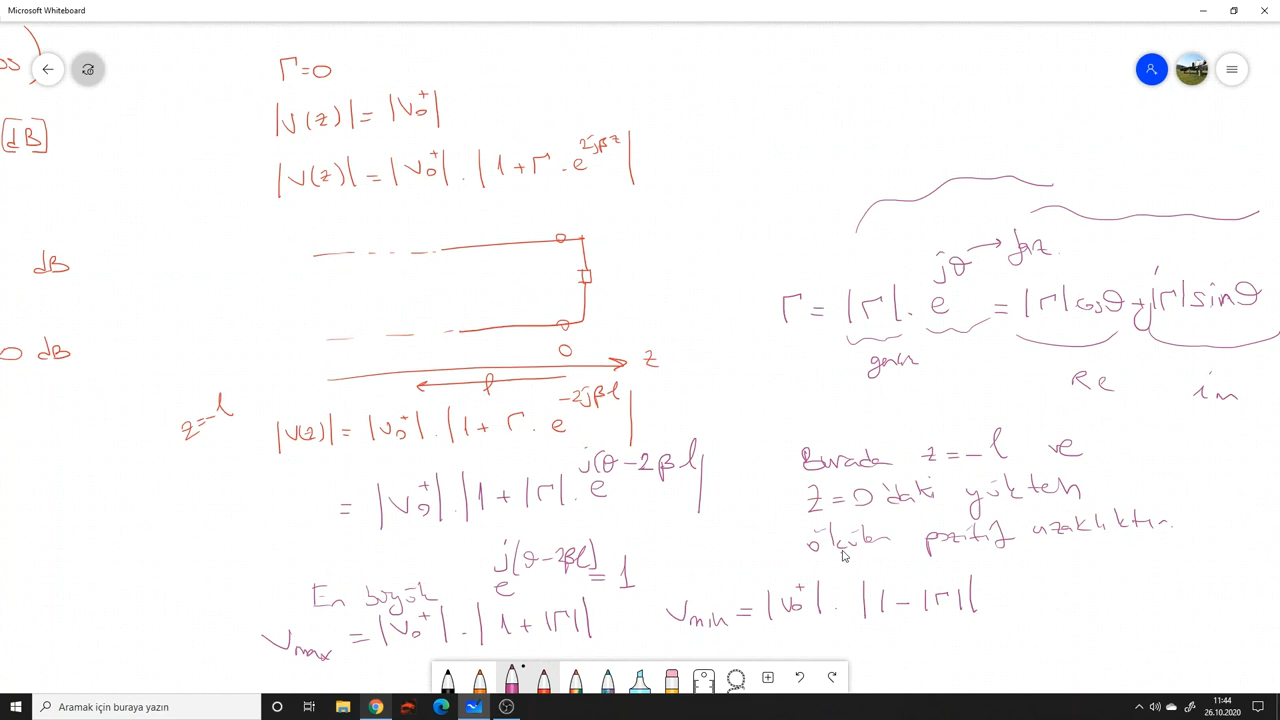 Microsoft Whiteboard
Γ=0
|V(z)| = |V₀⁺|
[dB]
|V(z)| = |V₀⁺| . |1 + Γ . e^(2jβz)|
dB
Γ = |Γ| . e^(jθ) → faz = |Γ|cosθ + j|Γ|sinθ
genlik
Re
im
0 dB
0
z
l
z=-l
|V(z)| = |V₀⁺| . |1 + Γ . e^(-2jβl)|
= |V₀⁺| . |1 + |Γ| . e^(j(θ-2βl)|
Burada z = -l ve
z = 0'daki yükten
ölçülen pozitif uzaklıktır.
En büyük e^(j(θ-2βl)) = 1
Vmax = |V₀⁺| . |1 + |Γ||
Vmin = |V₀⁺| . |1 - |Γ||
Aramak için buraya yazın
11:44
26.10.2020